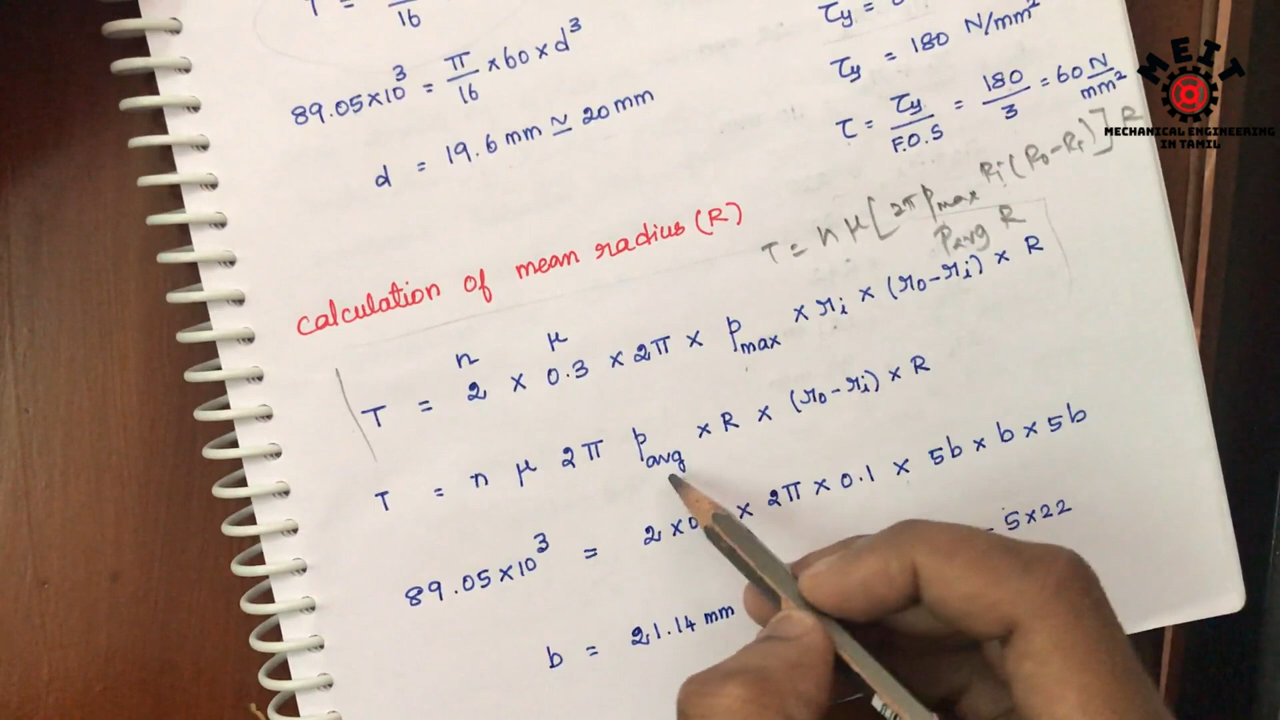 T =
16
89.05×10³ = π/16 ×60×d³
d = 19.6 mm ≃ 20mm
τy =
τy = 180 N/mm²
τ = τy/F.O.S = 180/3 = 60 N/mm²
MEIT
MECHANICAL ENGINEERING
IN TAMIL
T = n μ [2π Pmax Ri (Ro-Ri)] R
Pavg R
calculation of mean radius (R)
n μ
T = 2 × 0.3 × 2π × Pmax × ri × (ro-ri) × R
T = n μ 2π Pavg × R × (ro-ri) × R
89.05×10³ = 2 ×0 × 2π × 0.1 × 5b × b × 5b
5×22
b = 21.14 mm